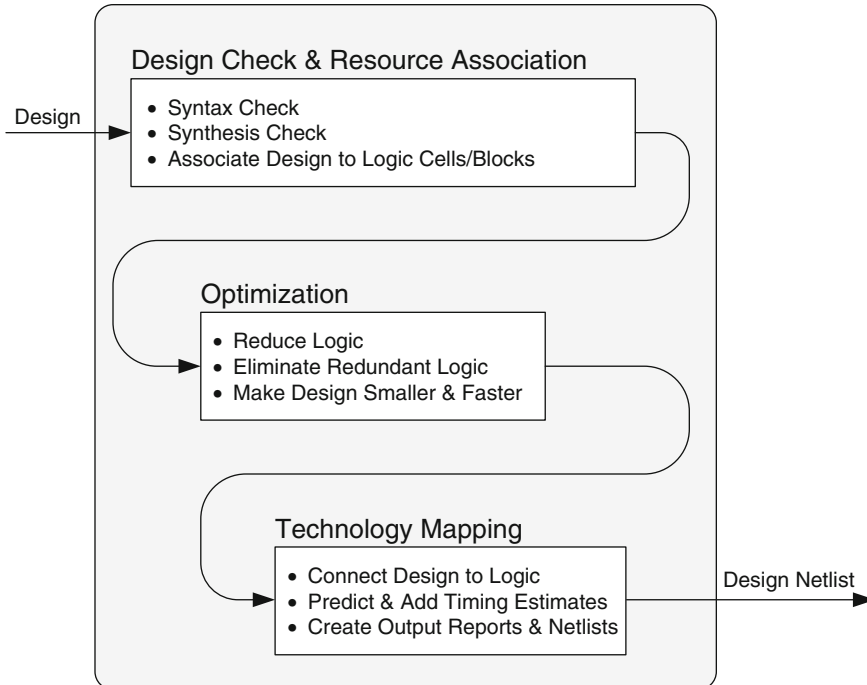 Design Check & Resource Association
Design
• Syntax Check
• Synthesis Check
• Associate Design to Logic Cells/Blocks
Optimization
• Reduce Logic
• Eliminate Redundant Logic
• Make Design Smaller & Faster
Technology Mapping
• Connect Design to Logic
• Predict & Add Timing Estimates
• Create Output Reports & Netlists
Design Netlist